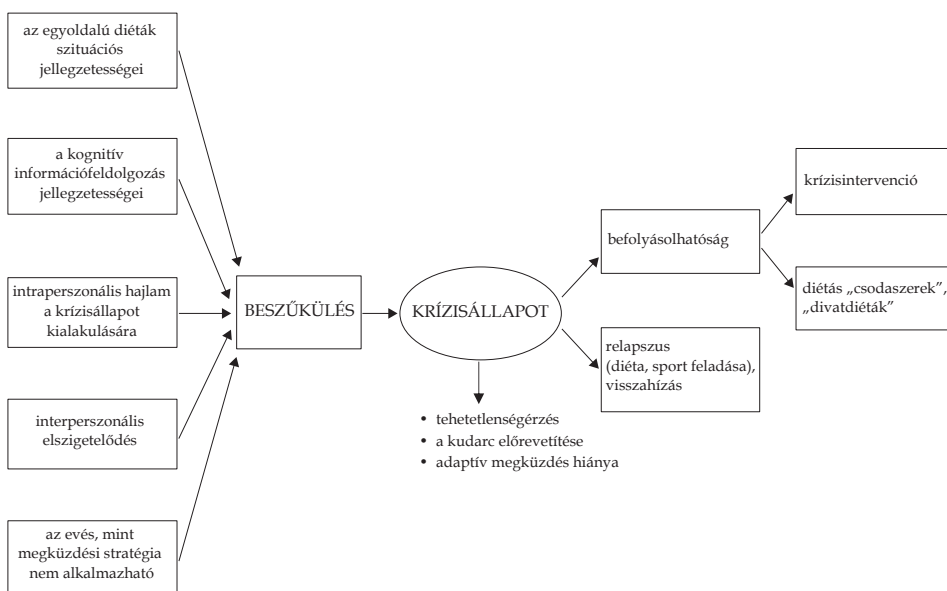 az egyoldalú diéták
szituációs
jellegzetességei
a kognitív
információfeldolgozás
jellegzetességei
intraperszonális hajlam
a krízisállapot
kialakulására
interperszonális
elszigetelődés
az evés, mint
megküzdési stratégia
nem alkalmazható
BESZŰKÜLÉS
KRÍZISÁLLAPOT
• tehetetlenségérzés
• a kudarc előrevetítése
• adaptív megküzdés hiánya
befolyásolhatóság
relapszus
(diéta, sport feladása),
visszahízás
krízisintervenció
diétás „csodaszerek”,
„divatdiéták”